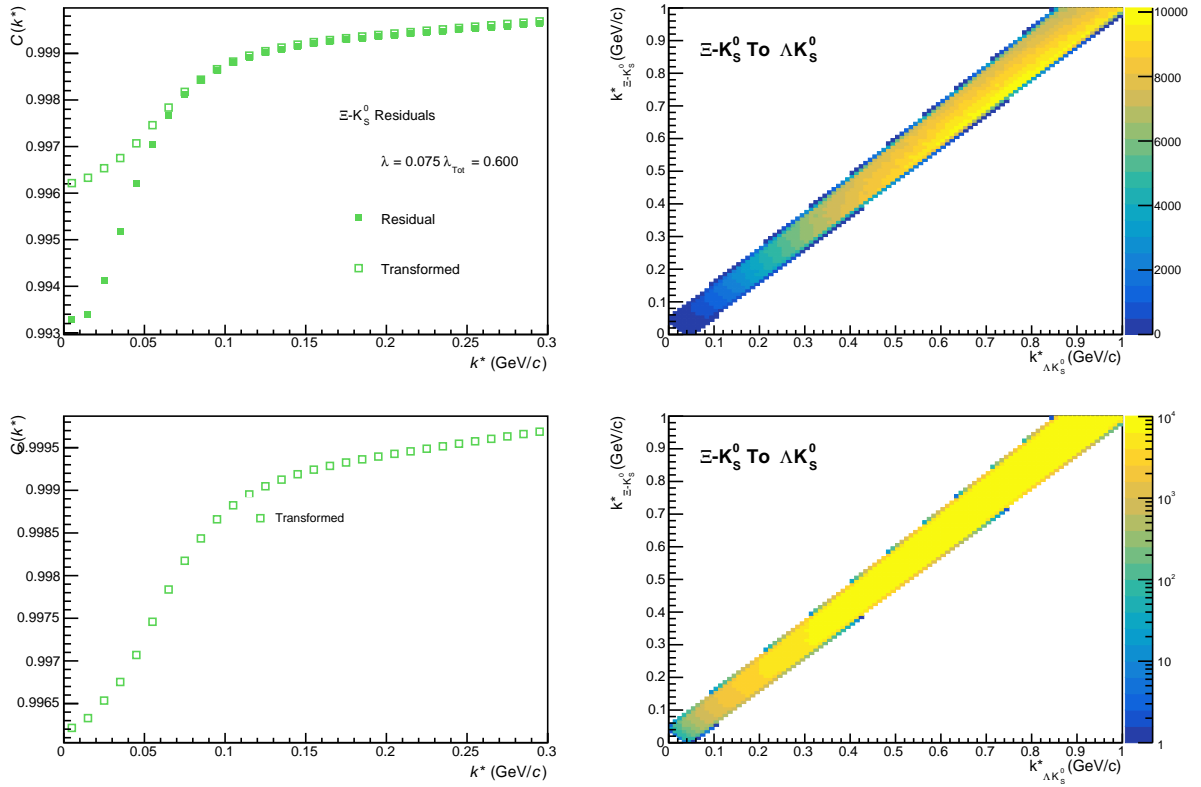 C(k*)
0.999
0.998
0.997
0.996
0.995
0.994
0.993
Ξ-K⁰S Residuals
λ = 0.075 λTot = 0.600
Residual
Transformed
0 0.05 0.1 0.15 0.2 0.25 0.3
k* (GeV/c)
k*Ξ-K⁰S (GeV/c)
1
0.9
0.8
0.7
0.6
0.5
0.4
0.3
0.2
0.1
0
Ξ-K⁰S To ΛK⁰S
0 0.1 0.2 0.3 0.4 0.5 0.6 0.7 0.8 0.9 1
k*ΛK⁰S (GeV/c)
10000
8000
6000
4000
2000
0
C(k*)
0.9995
0.999
0.9985
0.998
0.9975
0.997
0.9965
Transformed
0 0.05 0.1 0.15 0.2 0.25 0.3
k* (GeV/c)
k*Ξ-K⁰S (GeV/c)
1
0.9
0.8
0.7
0.6
0.5
0.4
0.3
0.2
0.1
0
Ξ-K⁰S To ΛK⁰S
0 0.1 0.2 0.3 0.4 0.5 0.6 0.7 0.8 0.9 1
k*ΛK⁰S (GeV/c)
10⁴
10³
10²
10
1